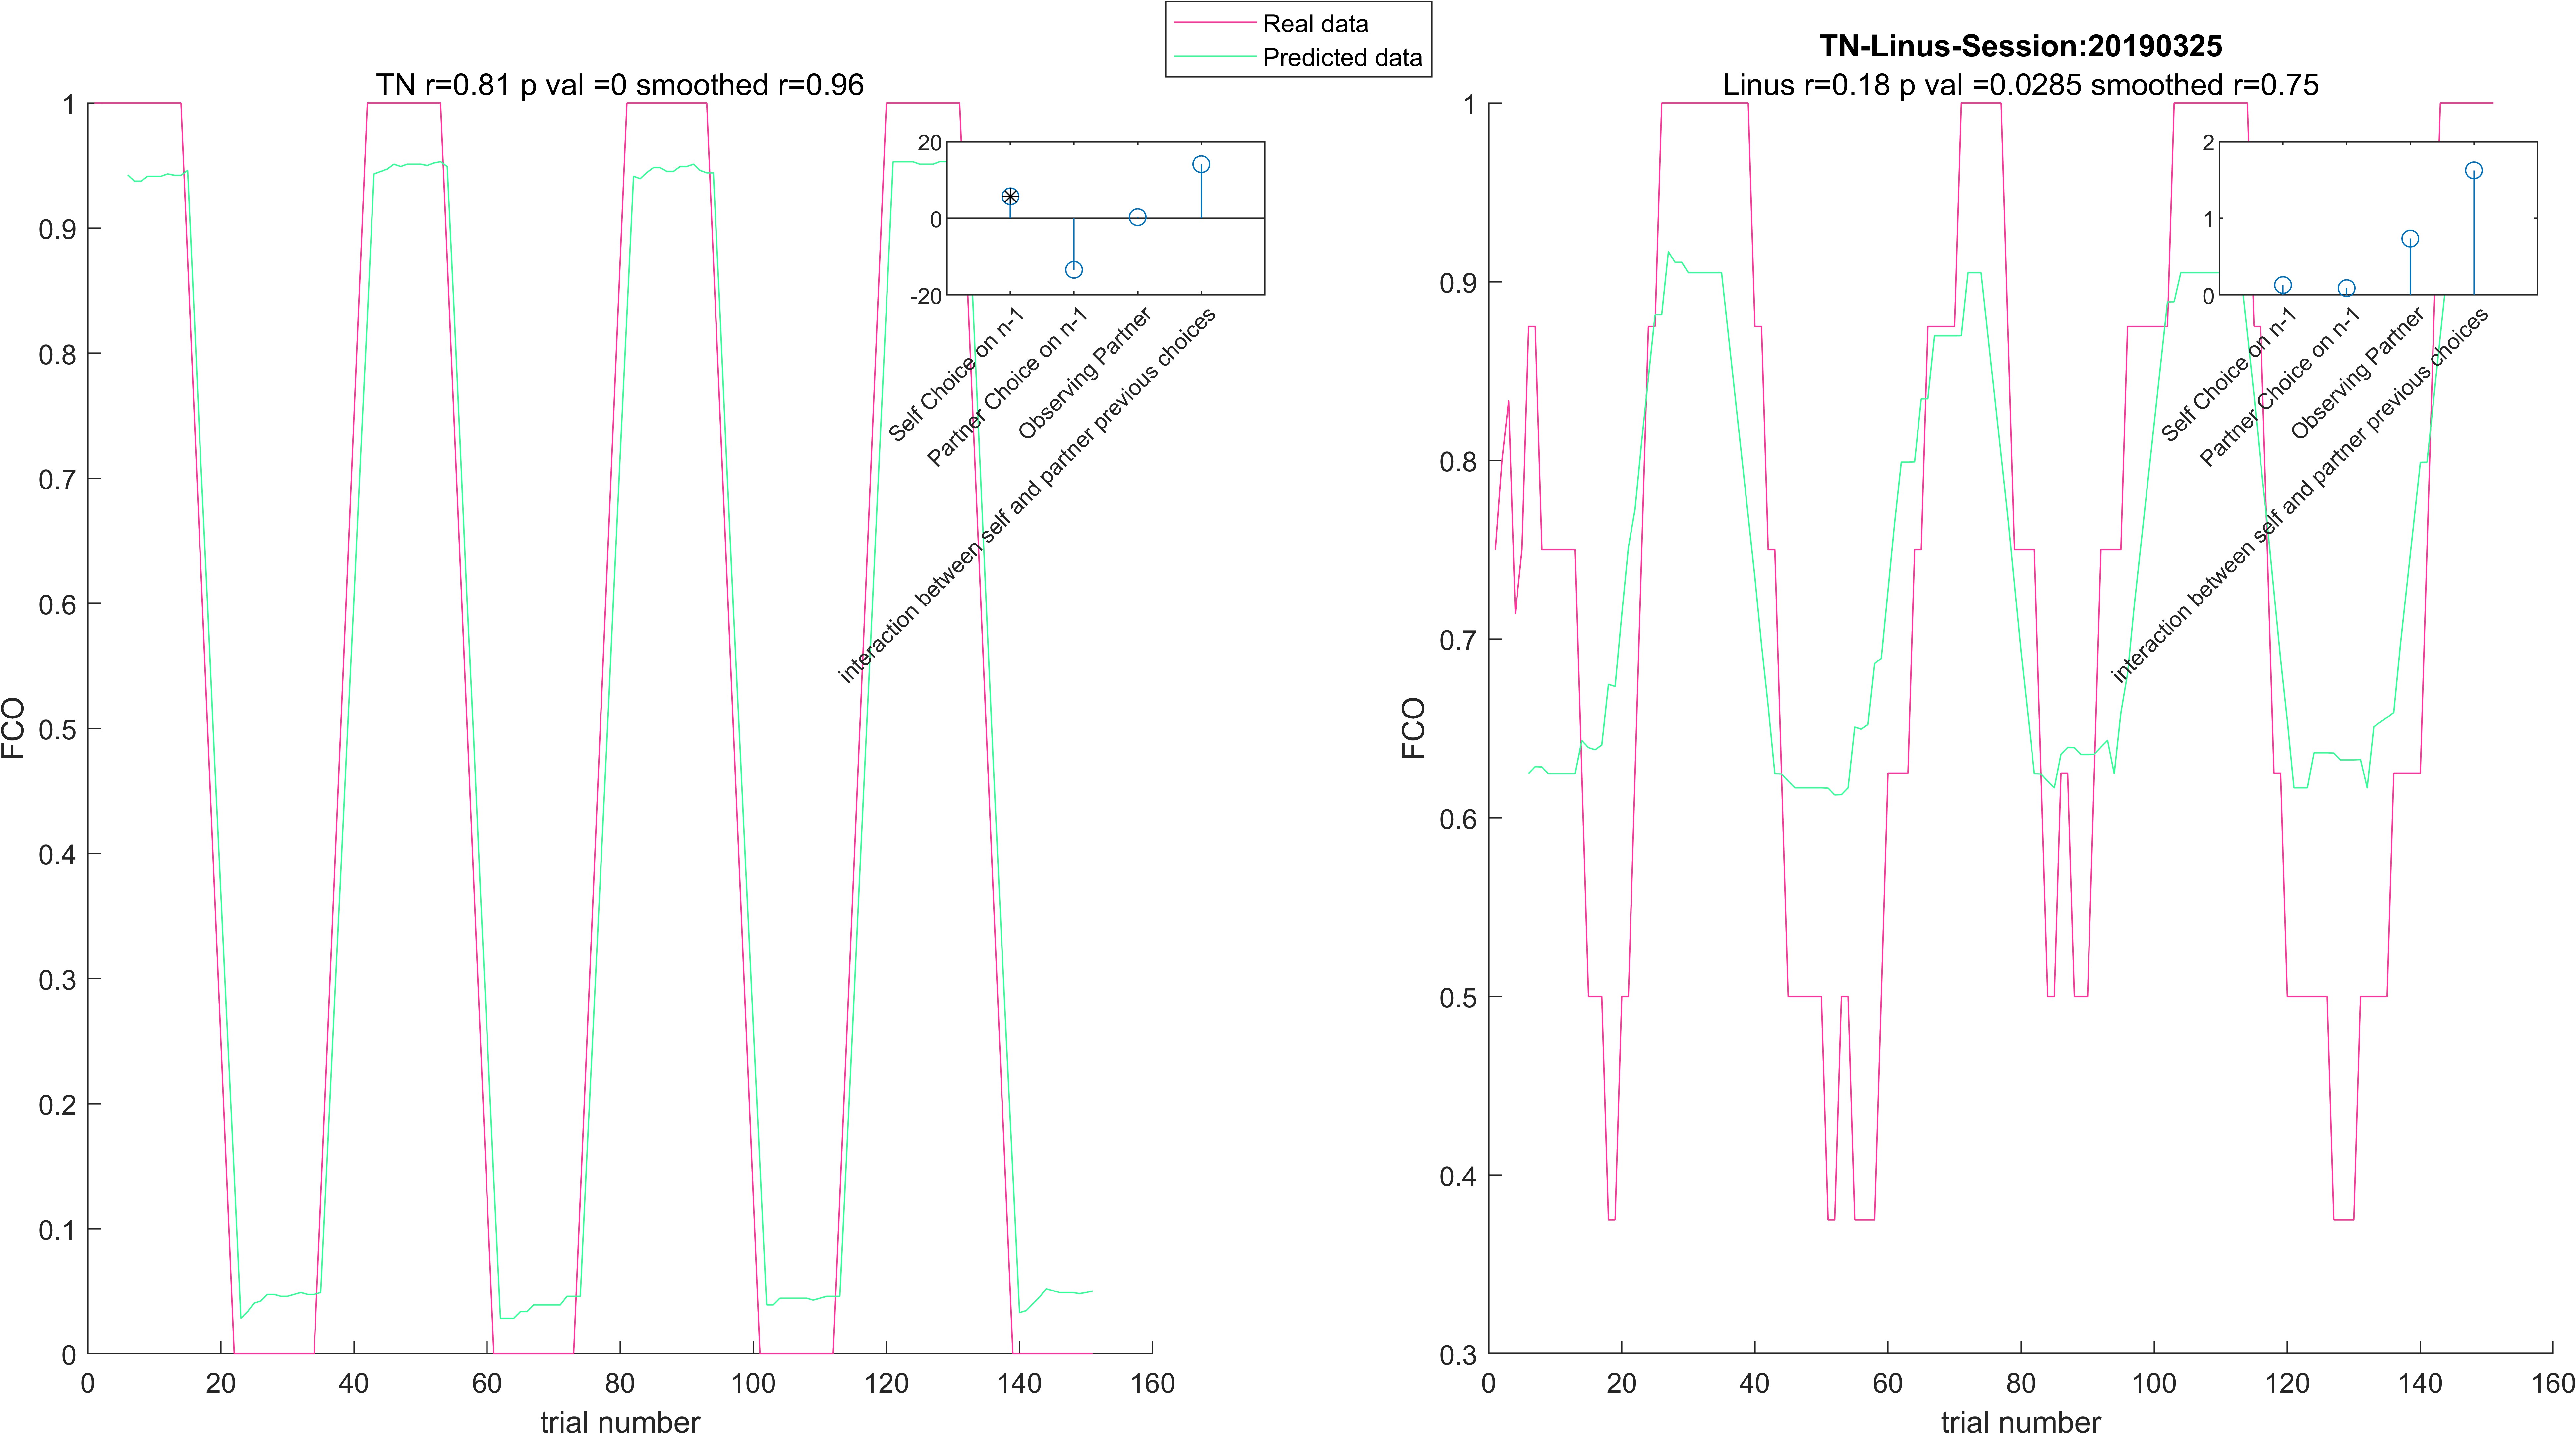 Real data
Predicted data
TN r=0.81 p val =0 smoothed r=0.96
1
0.9
0.8
0.7
0.6
0.5
0.4
0.3
0.2
0.1
0
FCO
0
20
40
60
80
100
120
140
160
trial number
20
0
-20
Self Choice on n-1
Partner Choice on n-1
Observing Partner
interaction between self and partner previous choices
TN-Linus-Session:20190325
Linus r=0.18 p val =0.0285 smoothed r=0.75
1
0.9
0.8
0.7
0.6
0.5
0.4
0.3
FCO
0
20
40
60
80
100
120
140
160
trial number
2
1
0
Self Choice on n-1
Partner Choice on n-1
Observing Partner
interaction between self and partner previous choices